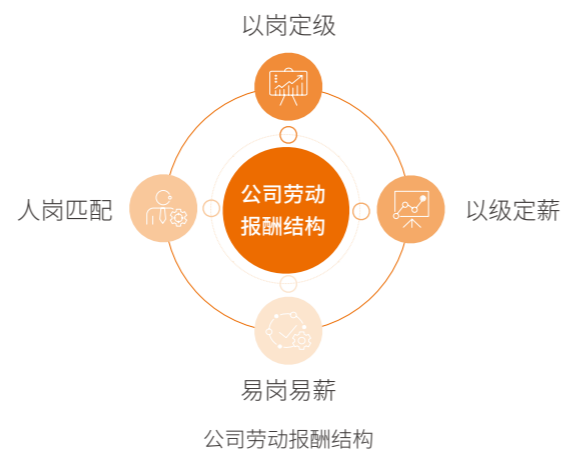 以岗定级
公司劳动
报酬结构
人岗匹配
以级定薪
易岗易薪
公司劳动报酬结构